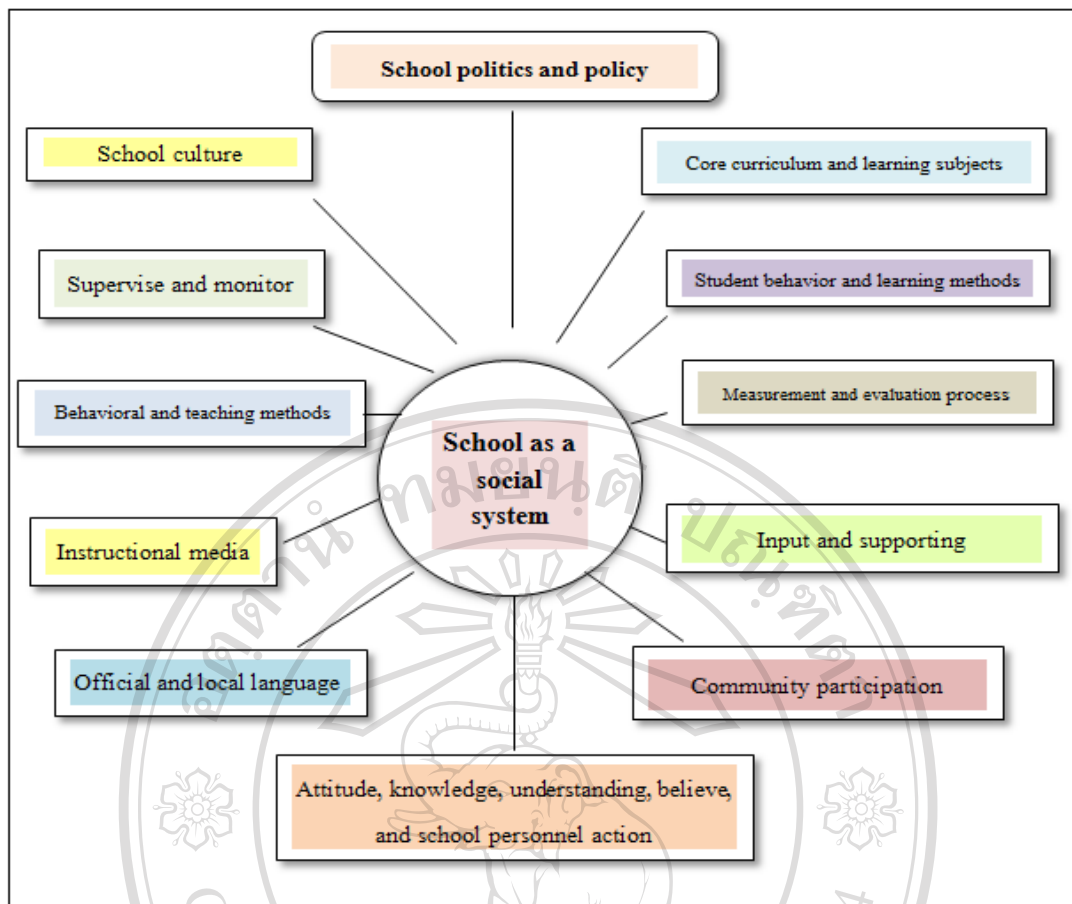 School politics and policy
School culture
Core curriculum and learning subjects
Supervise and monitor
Student behavior and learning methods
Behavioral and teaching methods
Measurement and evaluation process
School as a
social
system
Instructional media
Input and supporting
Official and local language
Community participation
Attitude, knowledge, understanding, believe,
and school personnel action